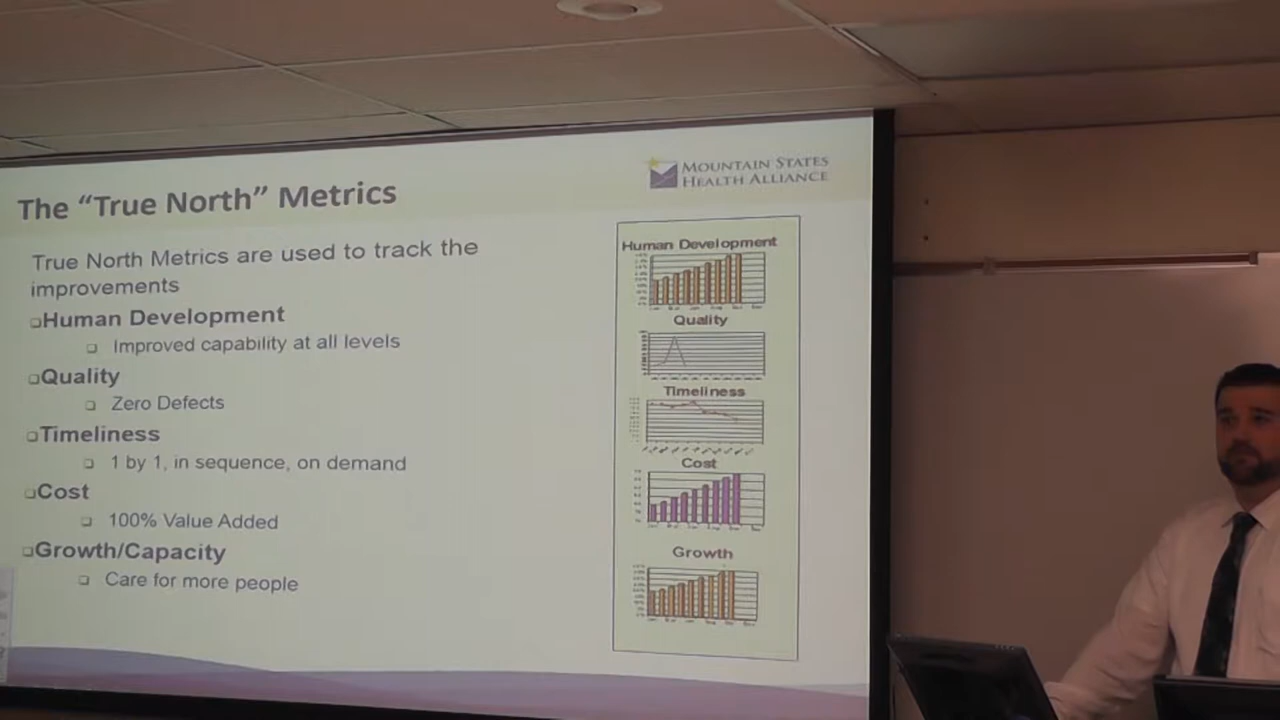 The "True North" Metrics
MOUNTAIN STATES
HEALTH ALLIANCE
True North Metrics are used to track the
improvements
Human Development
Improved capability at all levels
Quality
Zero Defects
Timeliness
1 by 1, in sequence, on demand
Cost
100% Value Added
Growth/Capacity
Care for more people
Human Development
Quality
Timeliness
Cost
Growth